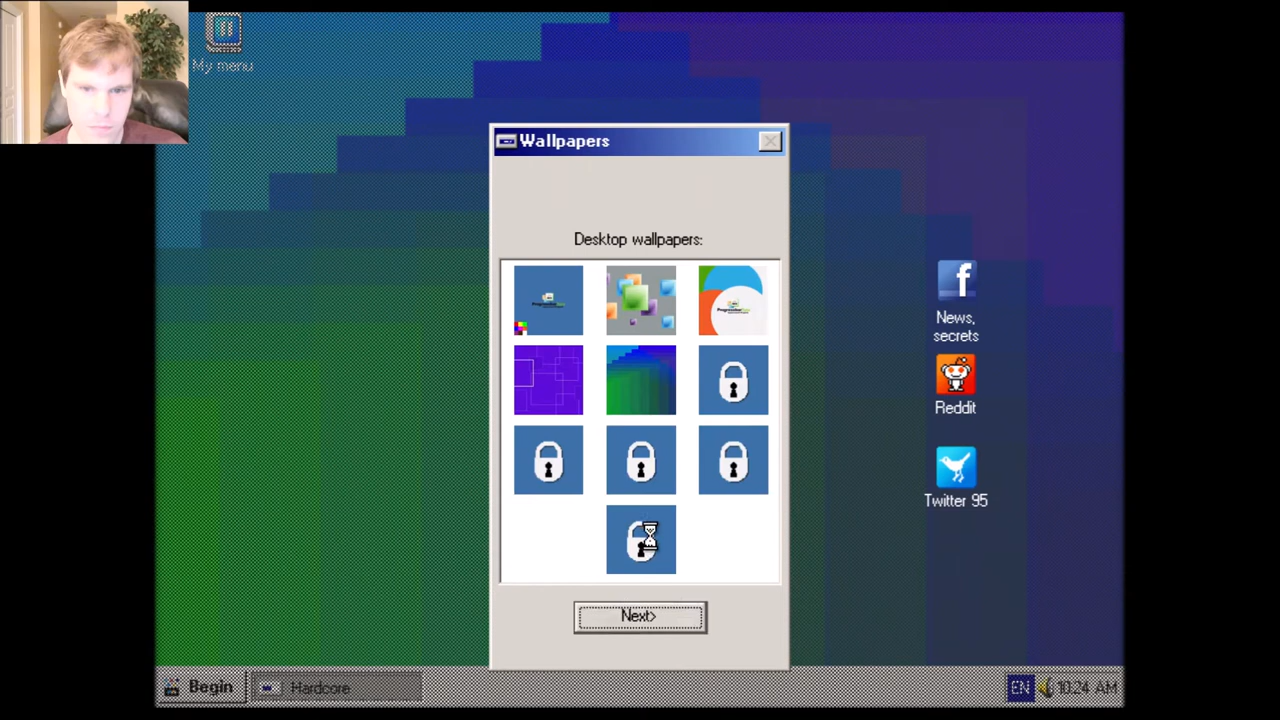 My menu
Wallpapers
Desktop wallpapers:
News,
secrets
Reddit
Twitter 95
Next>
Begin
Hardcore
EN
10:24 AM